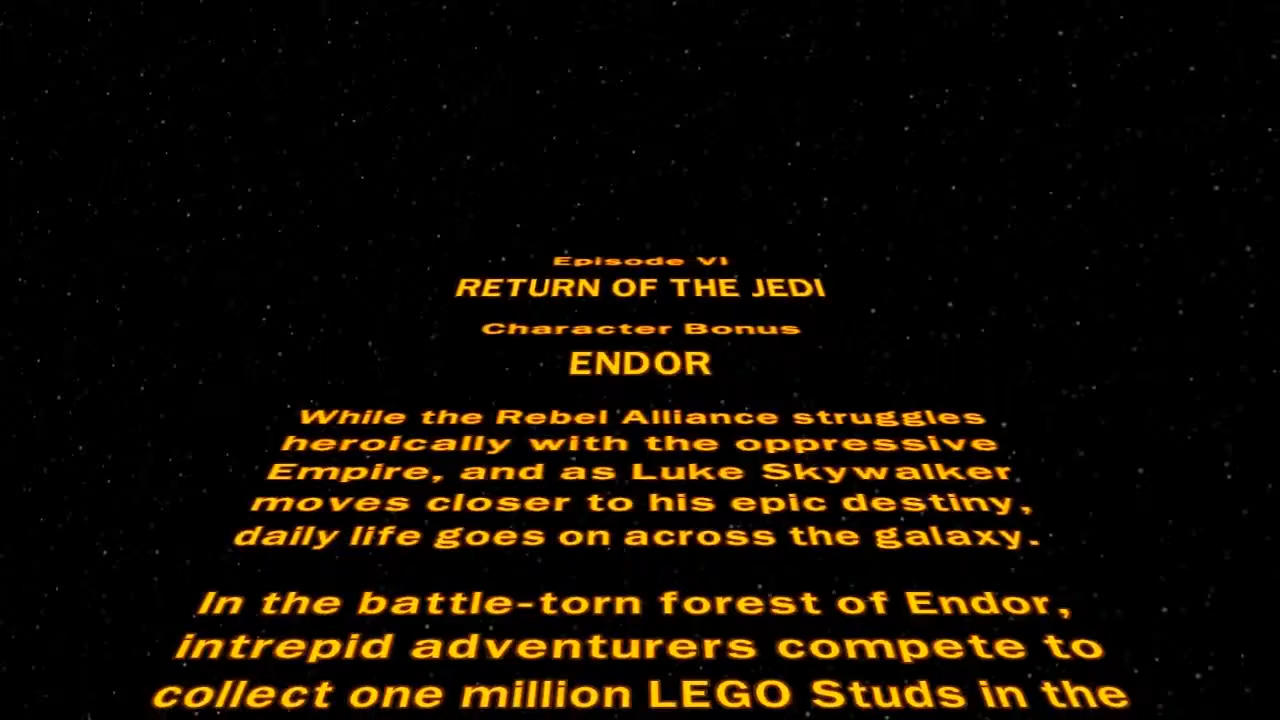 Episode VI
RETURN OF THE JEDI
Character Bonus
ENDOR
While the Rebel Alliance struggles
heroically with the oppressive
Empire, and as Luke Skywalker
moves closer to his epic destiny,
daily life goes on across the galaxy.
In the battle-torn forest of Endor,
intrepid adventurers compete to
collect one million LEGO Studs in the